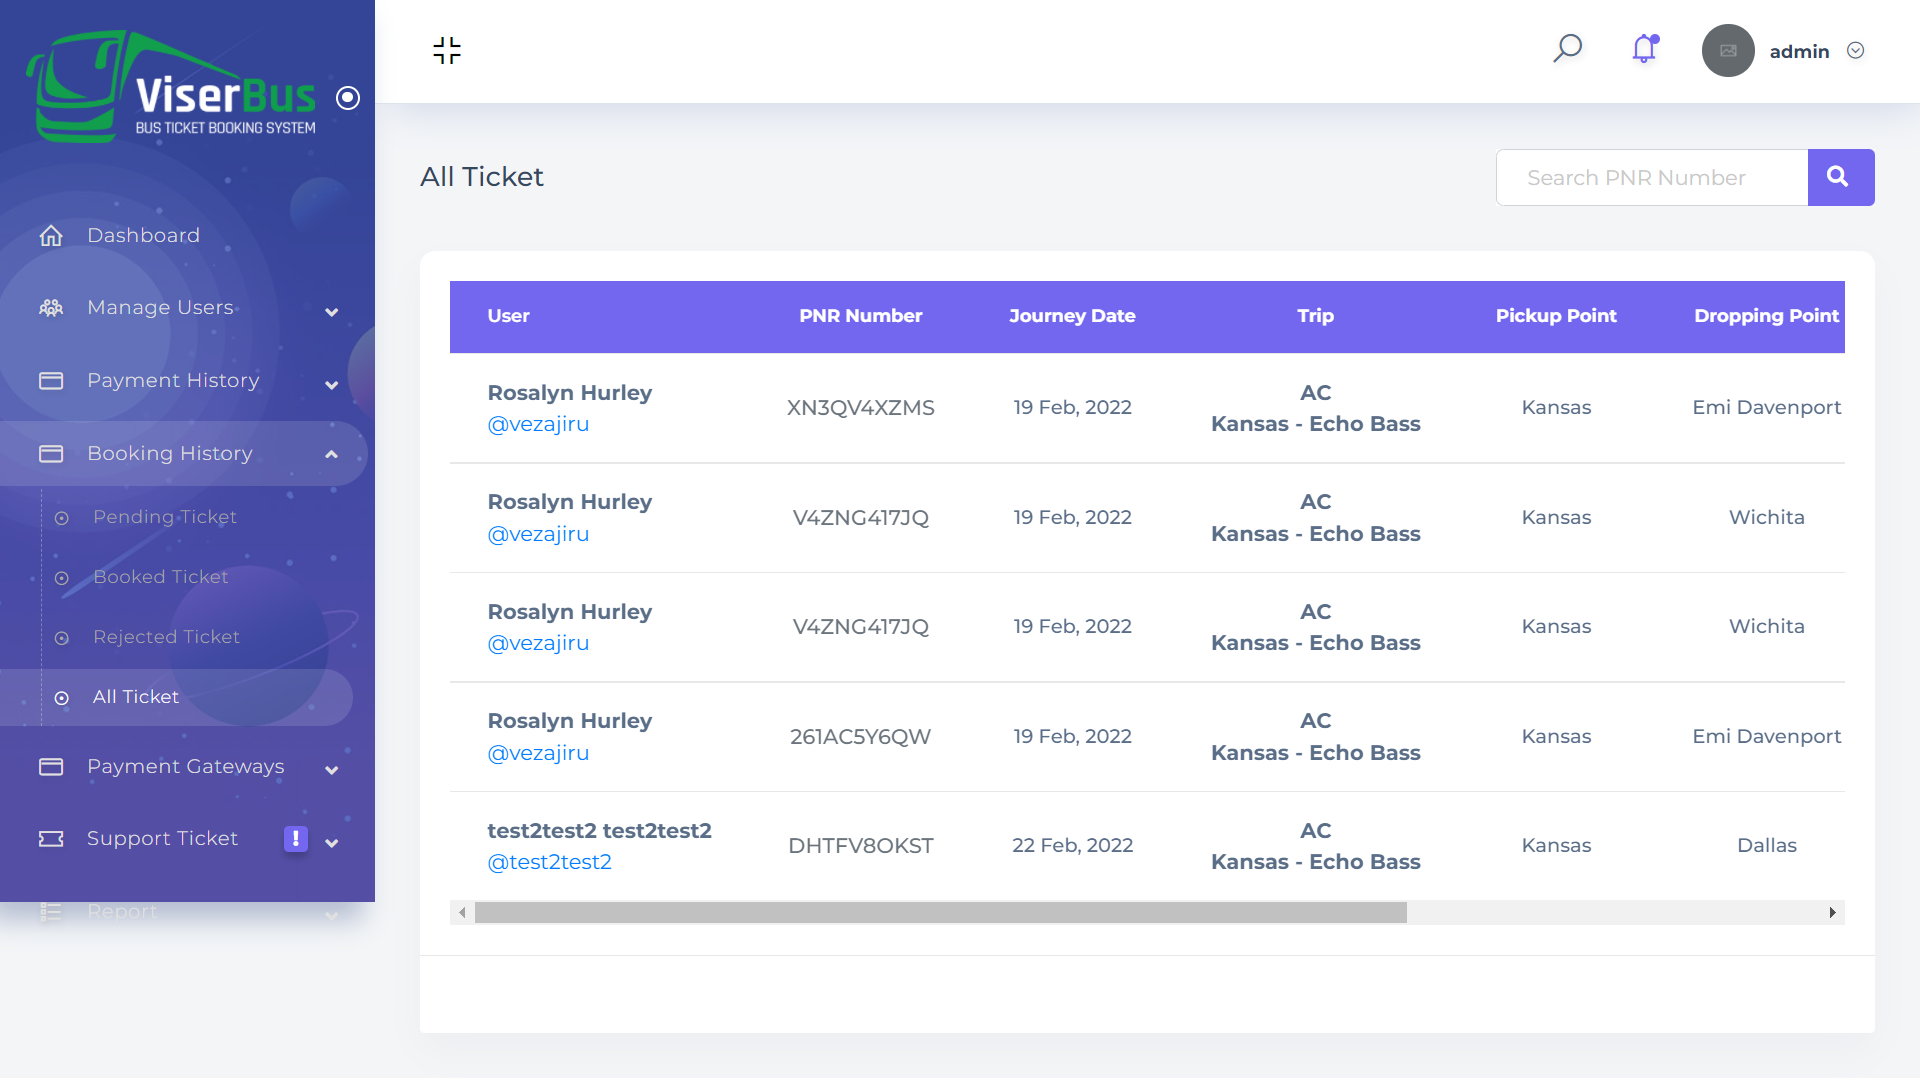 ViserBus
BUS TICKET BOOKING SYSTEM
admin
All Ticket
Search PNR Number
Dashboard
Manage Users
Payment History
Booking History
Pending Ticket
Booked Ticket
Rejected Ticket
All Ticket
Payment Gateways
Support Ticket
!
Report
User PNR Number Journey Date Trip Pickup Point Dropping Point
Rosalyn Hurley
@vezajiru
XN3QV4XZMS
19 Feb, 2022
AC
Kansas - Echo Bass
Kansas
Emi Davenport
Rosalyn Hurley
@vezajiru
V4ZNG417JQ
19 Feb, 2022
AC
Kansas - Echo Bass
Kansas
Wichita
Rosalyn Hurley
@vezajiru
V4ZNG417JQ
19 Feb, 2022
AC
Kansas - Echo Bass
Kansas
Wichita
Rosalyn Hurley
@vezajiru
261AC5Y6QW
19 Feb, 2022
AC
Kansas - Echo Bass
Kansas
Emi Davenport
test2test2 test2test2
@test2test2
DHTFV8OKST
22 Feb, 2022
AC
Kansas - Echo Bass
Kansas
Dallas